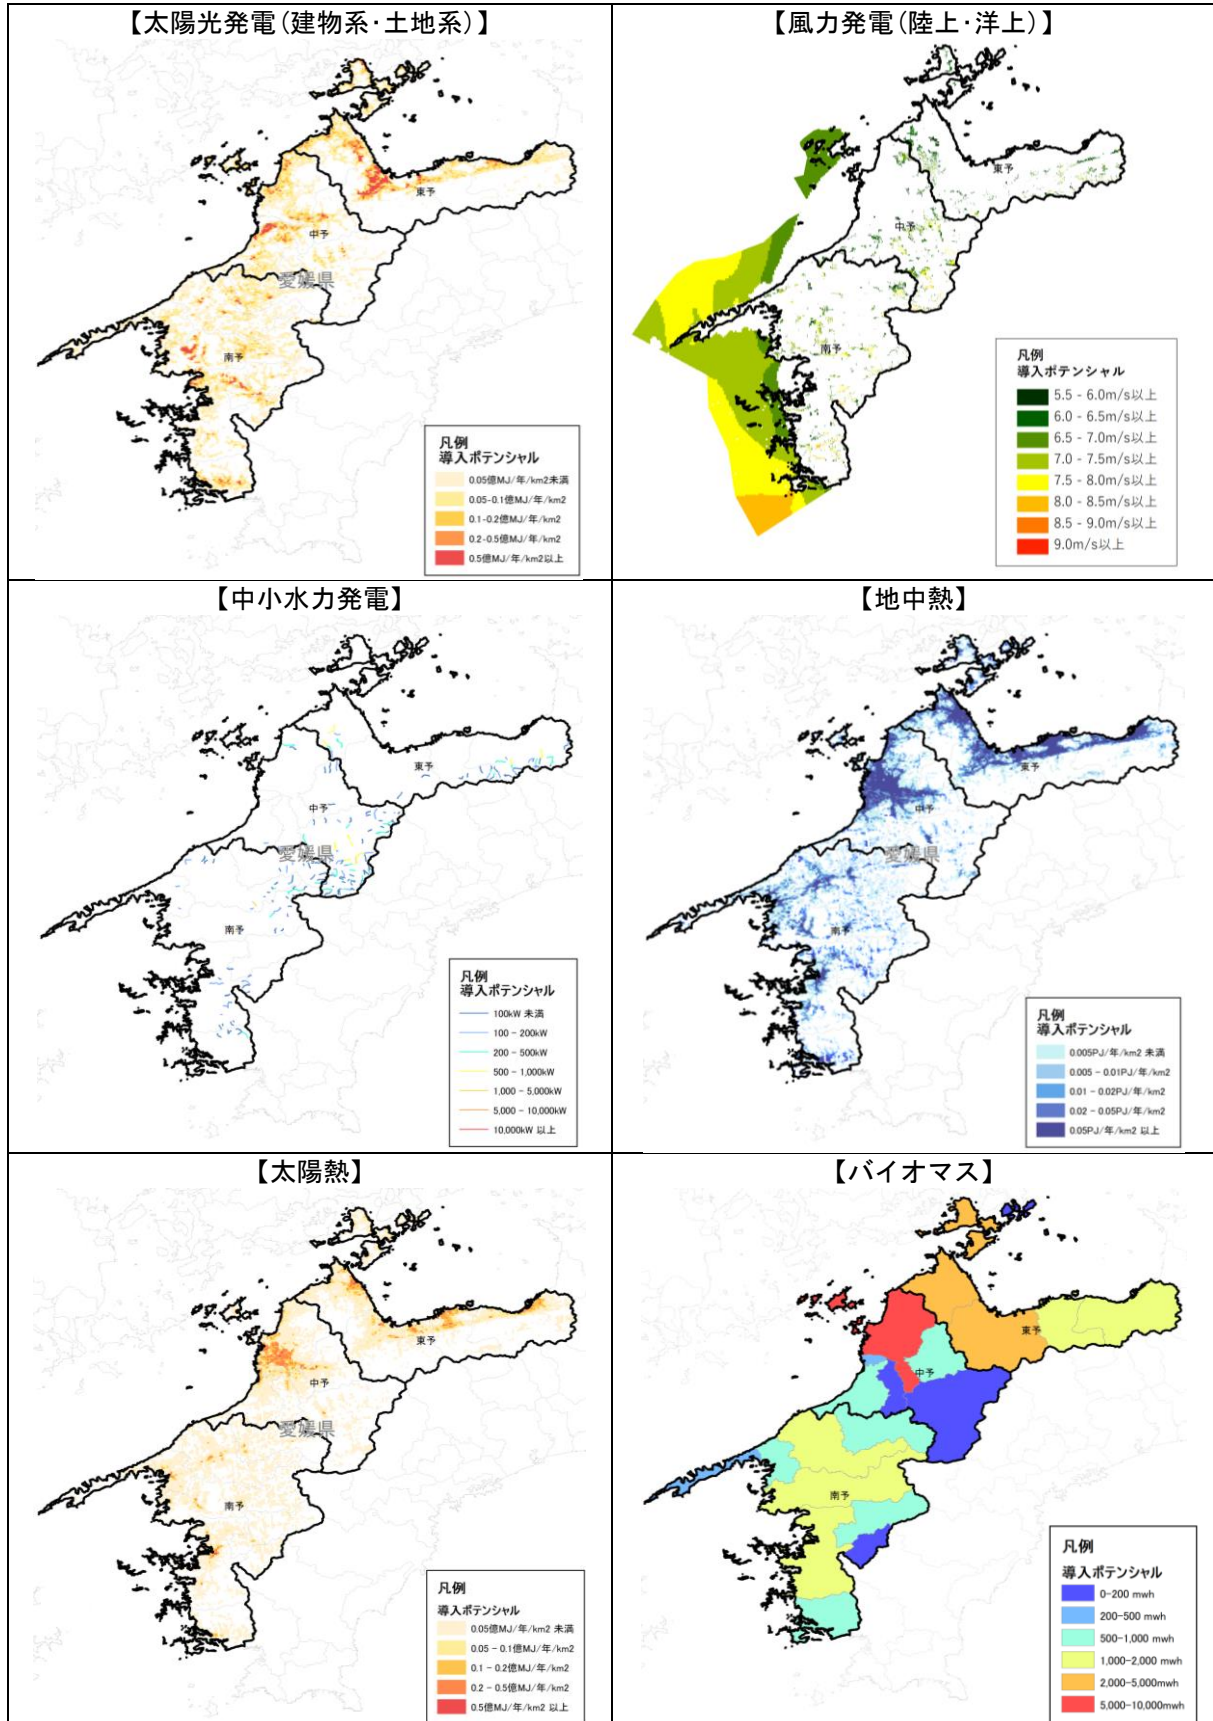 【太陽光発電(建物系・土地系)】
東予
中予
愛媛県
南予
凡例
導入ポテンシャル
0.05億MJ/年/km2未満
0.05-0.1億MJ/年/km2
0.1-0.2億MJ/年/km2
0.2-0.5億MJ/年/km2
0.5億MJ/年/km2以上
【風力発電(陸上・洋上)】
東予
中予
南予
凡例
導入ポテンシャル
5.5 - 6.0m/s以上
6.0 - 6.5m/s以上
6.5 - 7.0m/s以上
7.0 - 7.5m/s以上
7.5 - 8.0m/s以上
8.0 - 8.5m/s以上
8.5 - 9.0m/s以上
9.0m/s以上
【中小水力発電】
東予
中予
愛媛県
南予
凡例
導入ポテンシャル
100kW 未満
100 - 200kW
200 - 500kW
500 - 1,000kW
1,000 - 5,000kW
5,000 - 10,000kW
10,000kW 以上
【地中熱】
東予
中予
愛媛県
南予
凡例
導入ポテンシャル
0.005PJ/年/km2 未満
0.005 - 0.01PJ/年/km2
0.01 - 0.02PJ/年/km2
0.02 - 0.05PJ/年/km2
0.05PJ/年/km2 以上
【太陽熱】
東予
中予
愛媛県
南予
凡例
導入ポテンシャル
0.05億MJ/年/km2 未満
0.05 - 0.1億MJ/年/km2
0.1 - 0.2億MJ/年/km2
0.2 - 0.5億MJ/年/km2
0.5億MJ/年/km2 以上
【バイオマス】
東予
中予
南予
凡例
導入ポテンシャル
0-200 mwh
200-500 mwh
500-1,000 mwh
1,000-2,000 mwh
2,000-5,000mwh
5,000-10,000mwh